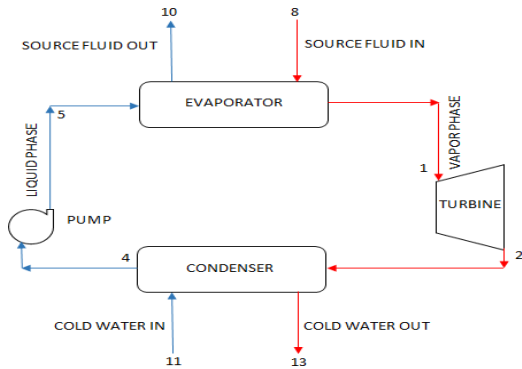 10
8
SOURCE FLUID OUT
SOURCE FLUID IN
EVAPORATOR
5
LIQUID PHASE
VAPOR PHASE
1
TURBINE
PUMP
2
4
CONDENSER
COLD WATER IN
COLD WATER OUT
11
13